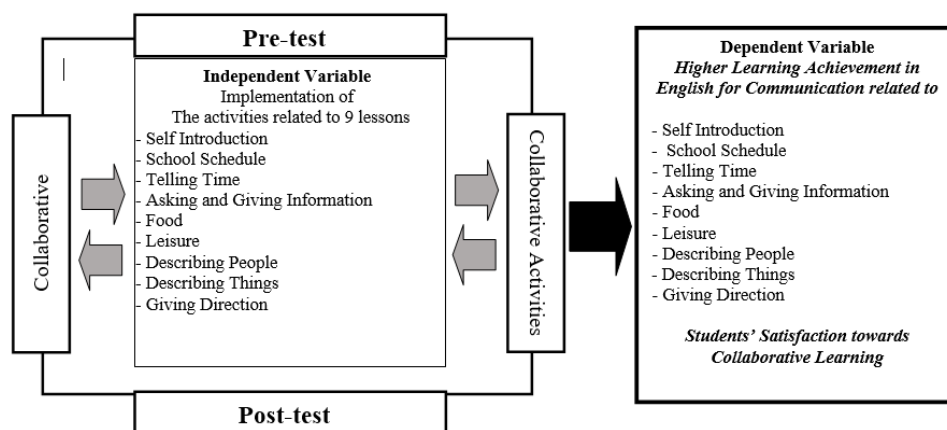 Pre-test
Independent Variable
Implementation of
The activities related to 9 lessons
- Self Introduction
- School Schedule
- Telling Time
- Asking and Giving Information
- Food
- Leisure
- Describing People
- Describing Things
- Giving Direction
Collaborative
Collaborative Activities
Post-test
Dependent Variable
Higher Learning Achievement in
English for Communication related to
- Self Introduction
- School Schedule
- Telling Time
- Asking and Giving Information
- Food
- Leisure
- Describing People
- Describing Things
- Giving Direction
Students’ Satisfaction towards
Collaborative Learning